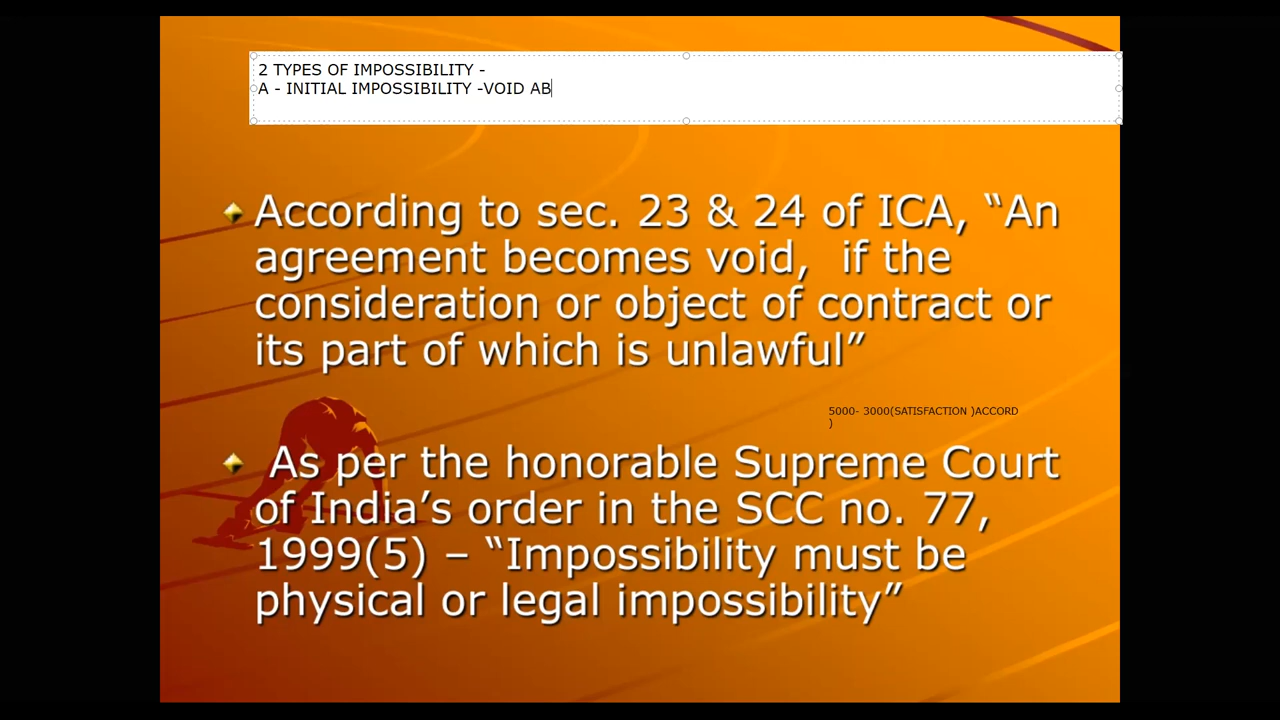 2 TYPES OF IMPOSSIBILITY -
A - INITIAL IMPOSSIBILITY -VOID AB
According to sec. 23 & 24 of ICA, “An
agreement becomes void,  if the
consideration or object of contract or
its part of which is unlawful”
5000- 3000(SATISFACTION )ACCORD
)
As per the honorable Supreme Court
of India’s order in the SCC no. 77,
1999(5) – “Impossibility must be
physical or legal impossibility”